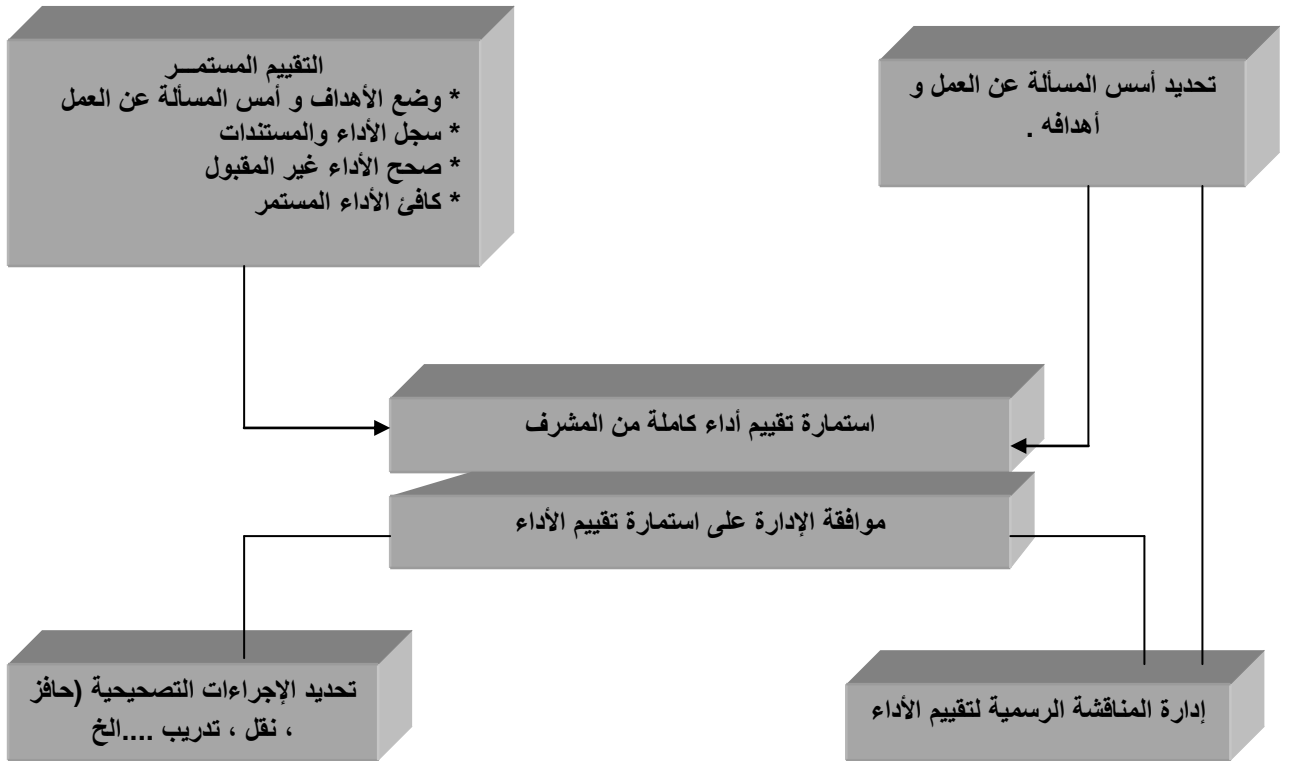 تحديد أسس المسألة عن العمل و
أهدافه .
التقييم المستمـــر
* وضع الأهداف و أمس المسألة عن العمل
* سجل الأداء والمستندات
* صحح الأداء غير المقبول
* كافئ الأداء المستمر
استمارة تقييم أداء كاملة من المشرف
موافقة الإدارة على استمارة تقييم الأداء
إدارة المناقشة الرسمية لتقييم الأداء
تحديد الإجراءات التصحيحية (حافز
، نقل ، تدريب ....الخ